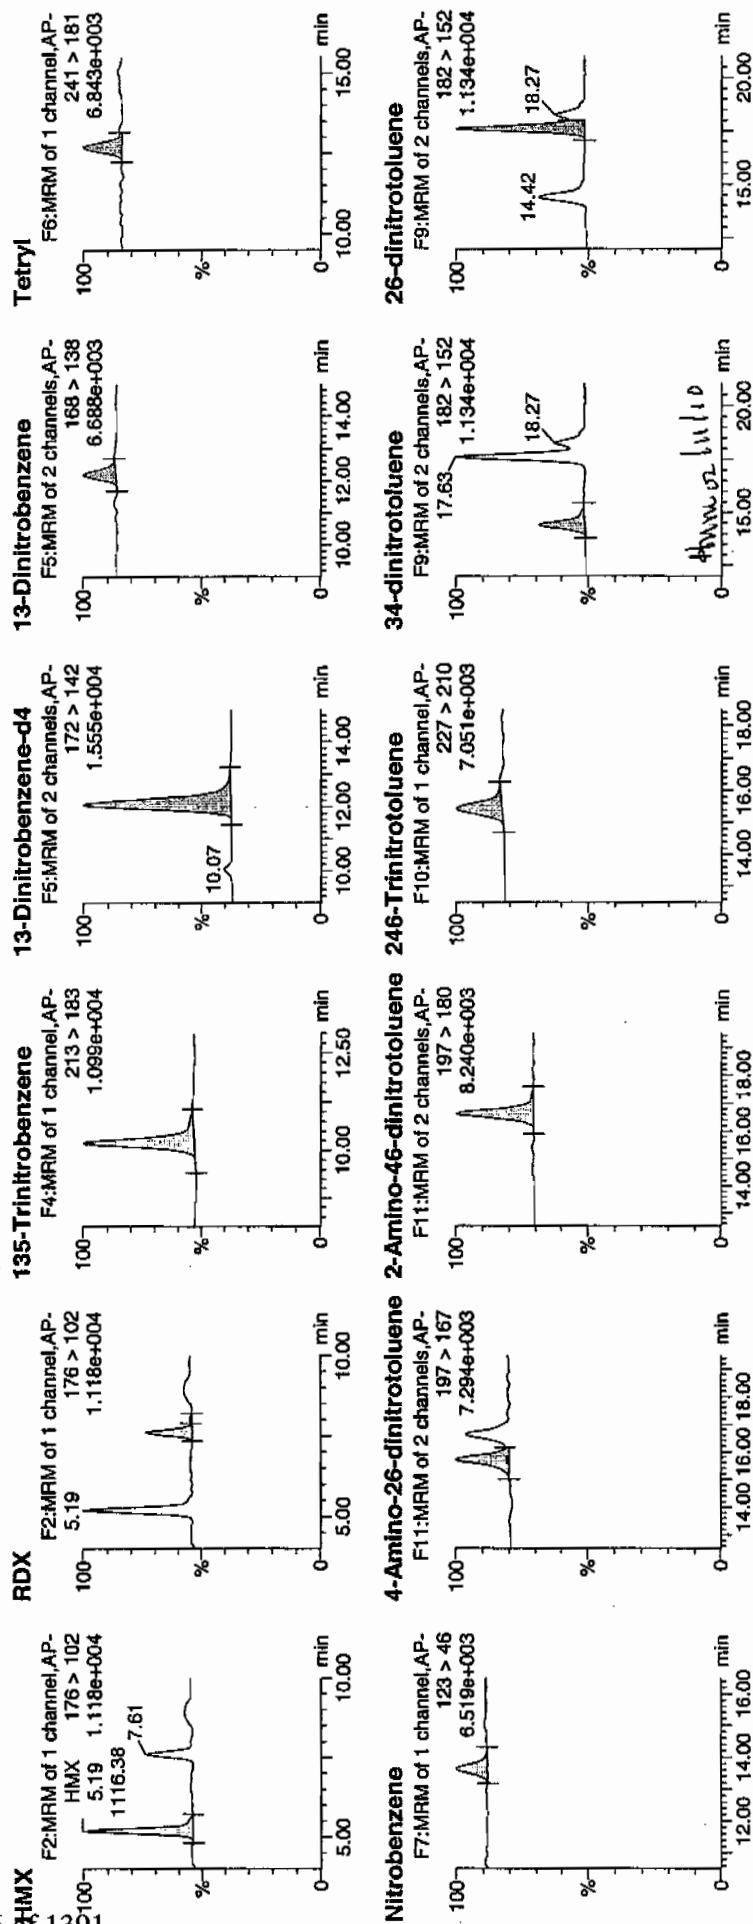 HMX
F2:MRM of 1 channel,AP-
HMX 176 > 102
5.19 1.118e+004
1116.38
7.61
100
%
5.00 10.00 min
RDX
F2:MRM of 1 channel,AP-
5.19 176 > 102
1.118e+004
100
%
0
5.00 10.00 min
135-Trinitrobenzene
F4:MRM of 1 channel,AP-
213 > 183
1.099e+004
100
%
0
10.00 12.50 min
13-Dinitrobenzene-d4
F5:MRM of 2 channels,AP-
172 > 142
1.555e+004
100
10.07
%
0
10.00 12.00 14.00 min
13-Dinitrobenzene
F5:MRM of 2 channels,AP-
168 > 138
6.688e+003
100
%
0
10.00 12.00 14.00 min
Tetryl
F6:MRM of 1 channel,AP-
241 > 181
6.843e+003
100
%
0
10.00 15.00 min
Nitrobenzene
F7:MRM of 1 channel,AP-
123 > 46
6.519e+003
100
%
0
12.00 14.00 16.00 min
4-Amino-26-dinitrotoluene
F11:MRM of 2 channels,AP-
197 > 167
7.294e+003
100
%
0
14.00 16.00 18.00 min
2-Amino-46-dinitrotoluene
F11:MRM of 2 channels,AP-
197 > 180
8.240e+003
100
%
0
14.00 16.00 18.00 min
246-Trinitrotoluene
F10:MRM of 1 channel,AP-
227 > 210
7.051e+003
100
%
0
14.00 16.00 18.00 min
34-dinitrotoluene
F9:MRM of 2 channels,AP-
17.63 182 > 152
1.134e+004
100
18.27
%
0
15.00 20.00 min
26-dinitrotoluene
F9:MRM of 2 channels,AP-
182 > 152
1.134e+004
100
14.42
18.27
%
0
15.00 20.00 min
02/11/10
1201